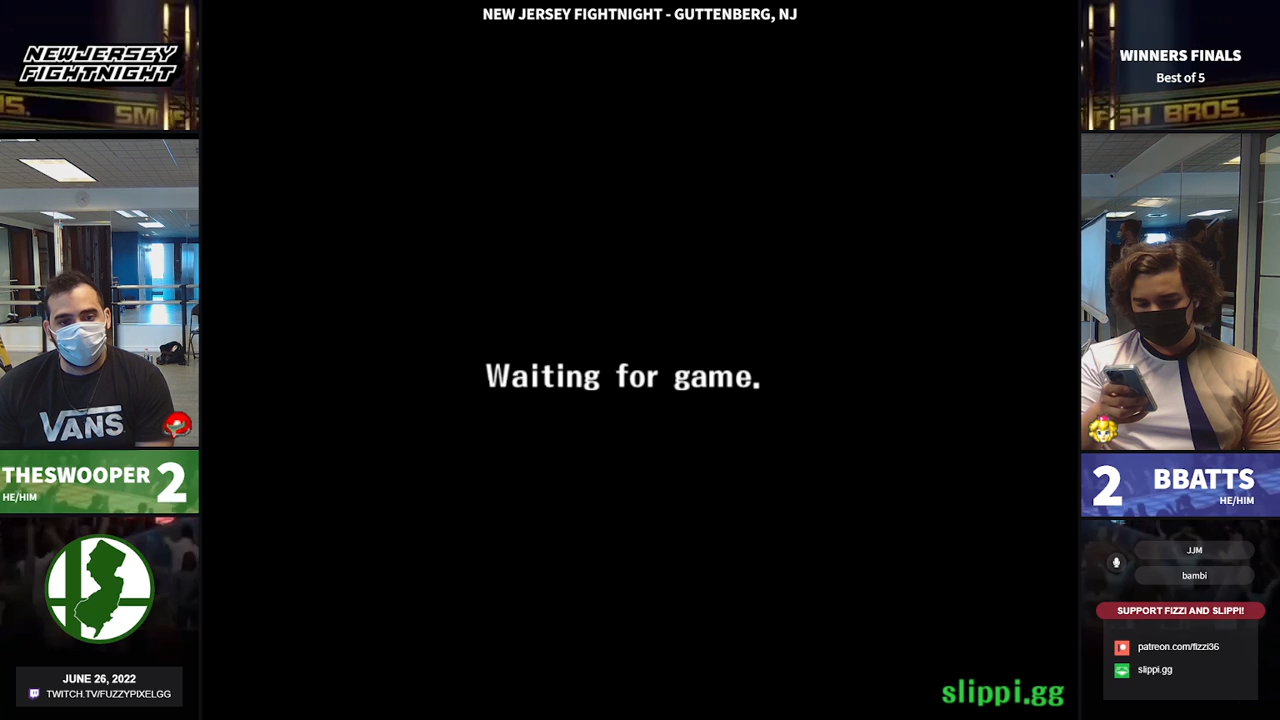 NEW JERSEY FIGHTNIGHT - GUTTENBERG, NJ
NEWJERSEY
FIGHTNIGHT
WINNERS FINALS
Best of 5
Waiting for game.
VANS
THESWOOPER 2
HE/HIM
2 BBATTS
HE/HIM
JJM
bambi
SUPPORT FIZZI AND SLIPPI!
patreon.com/fizzi36
slippi.gg
JUNE 26, 2022
TWITCH.TV/FUZZYPIXELGG
slippi.gg